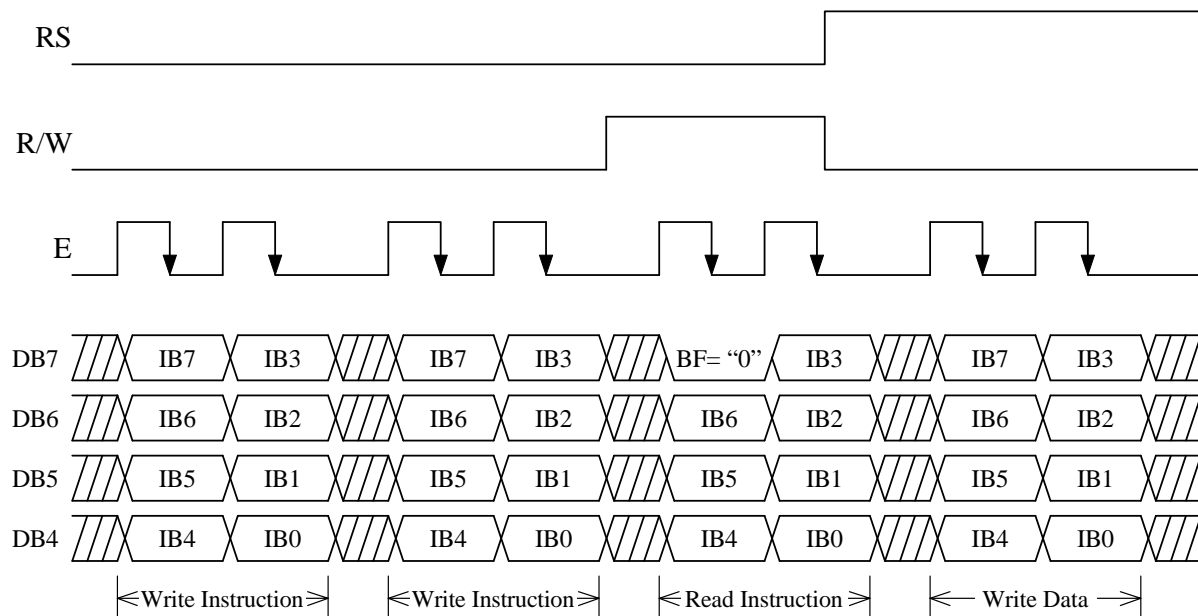 RS
R/W
E
DB7 IB7 IB3 IB7 IB3 BF= “0” IB3 IB7 IB3
DB6 IB6 IB2 IB6 IB2 IB6 IB2 IB6 IB2
DB5 IB5 IB1 IB5 IB1 IB5 IB1 IB5 IB1
DB4 IB4 IB0 IB4 IB0 IB4 IB0 IB4 IB0
Write Instruction Write Instruction Read Instruction Write Data